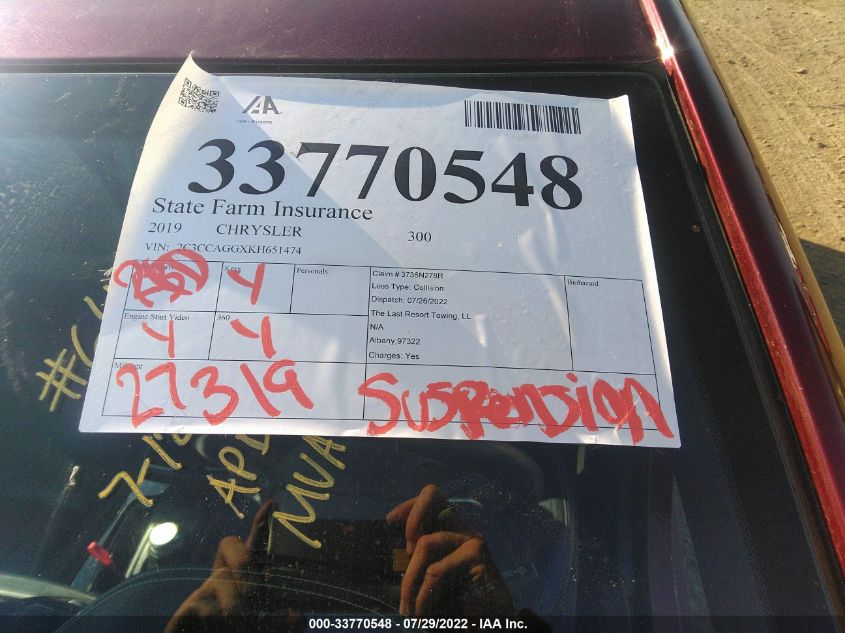 IAA
33770548
State Farm Insurance
2019 CHRYSLER 300
VIN: 2C3CCAGGXKH651474
Keys Personals Claim # 3736N278R Biohazard
Y
Loss Type: Collision
Dispatch: 07/26/2022
Engine Start Video 360 The Last Resort Towing, LL
Y Y
N/A
Albany,97322
Charges: Yes
Mileage
27319 Suspension
MVA
000-33770548 - 07/29/2022 - IAA Inc.